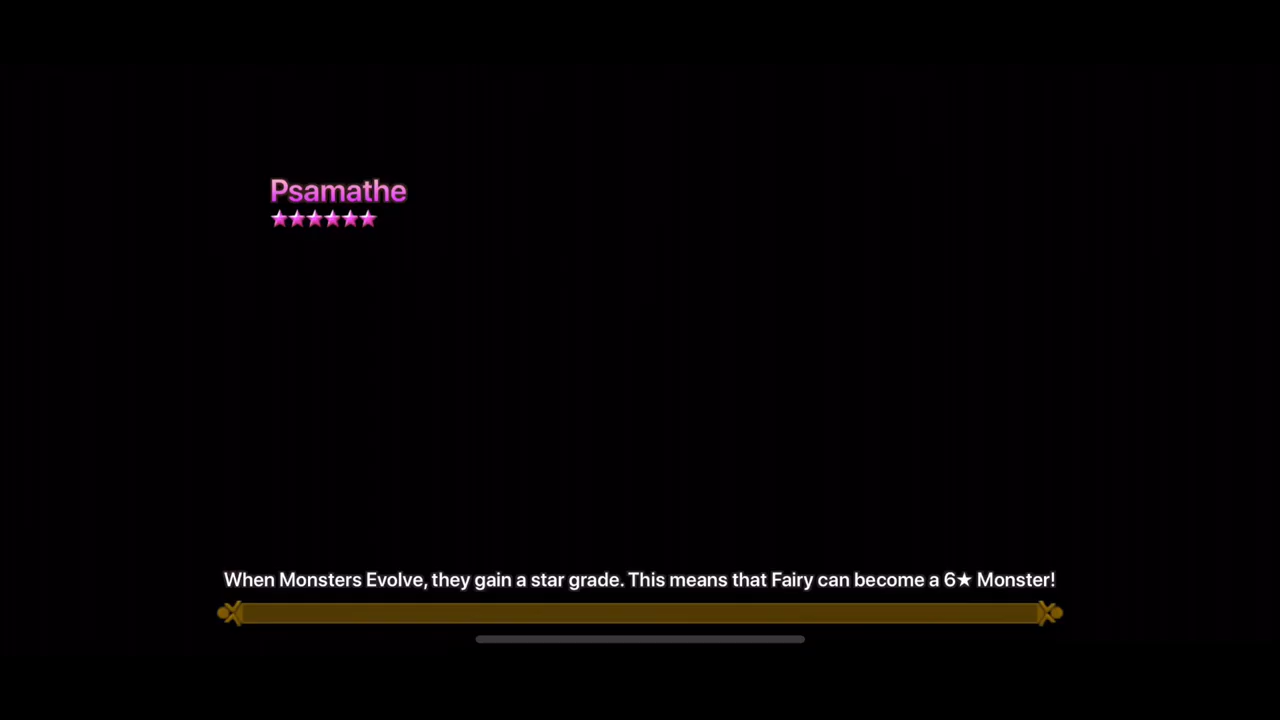 Psamathe
★★★★★★
When Monsters Evolve, they gain a star grade. This means that Fairy can become a 6★ Monster!